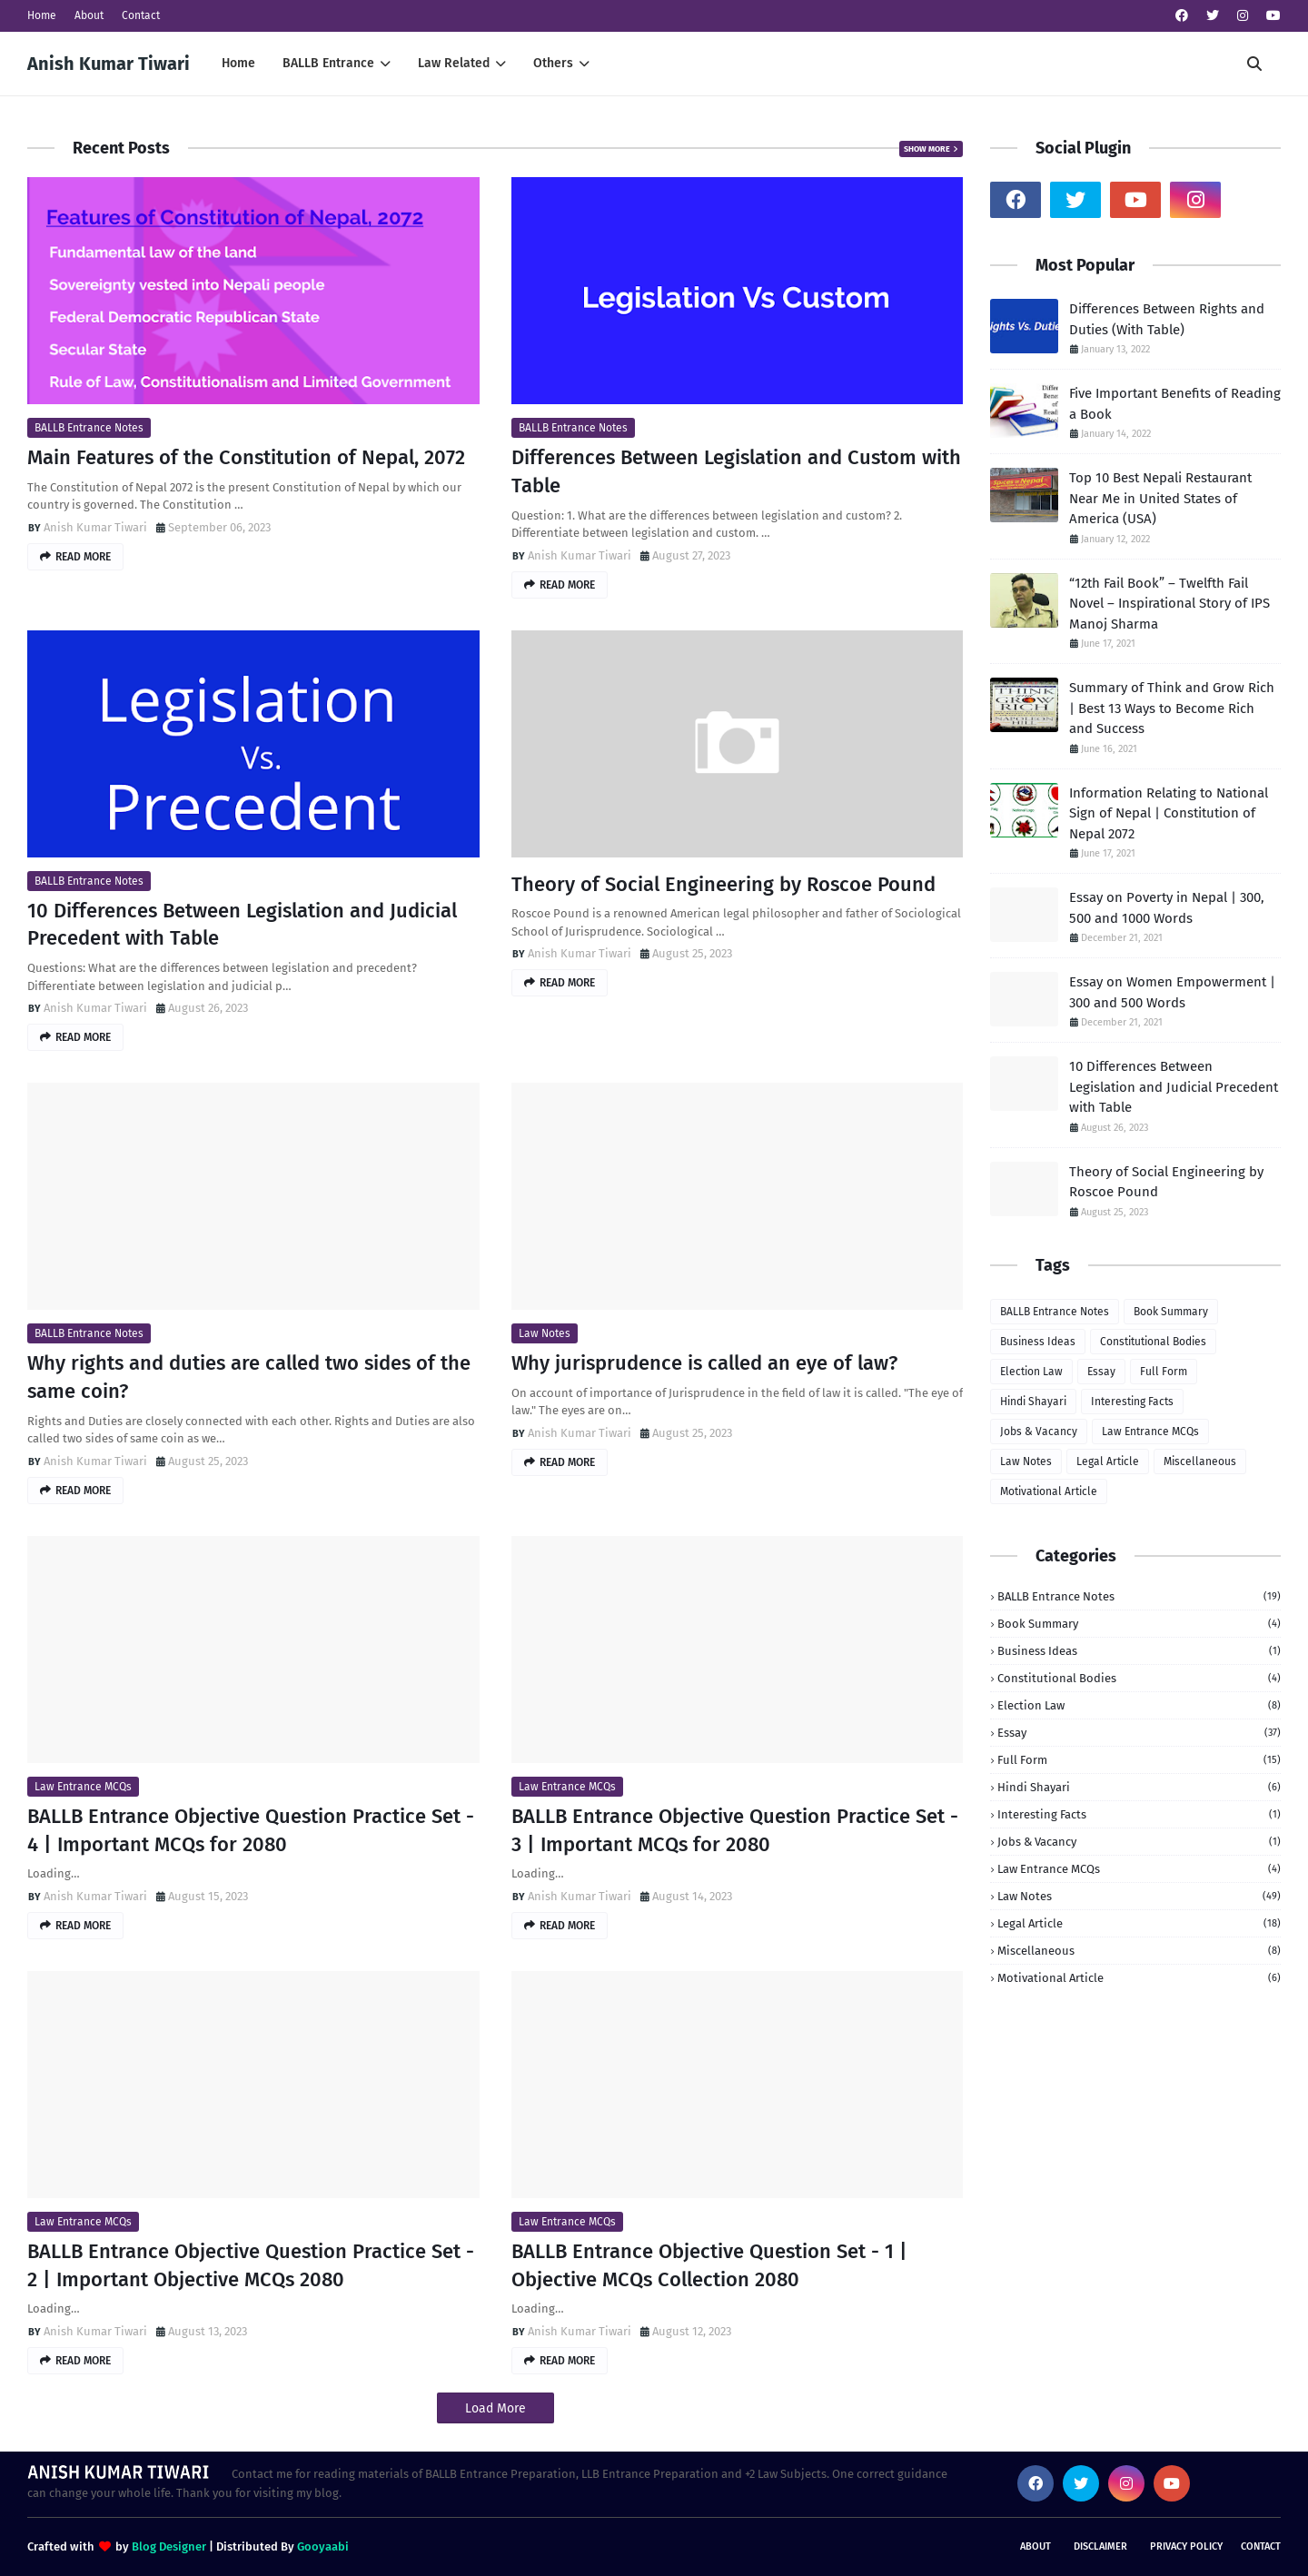 Home About Contact
Anish Kumar Tiwari Home BALLB Entrance Law Related Others
Recent Posts SHOW MORE
Features of Constitution of Nepal, 2072
Fundamental law of the land
Sovereignty vested into Nepali people
Federal Democratic Republican State
Secular State
Rule of Law, Constitutionalism and Limited Government
BALLB Entrance Notes
Main Features of the Constitution of Nepal, 2072
The Constitution of Nepal 2072 is the present Constitution of Nepal by which our
country is governed. The Constitution ...
BY Anish Kumar Tiwari September 06, 2023
READ MORE
Legislation Vs Custom
BALLB Entrance Notes
Differences Between Legislation and Custom with
Table
Question: 1. What are the differences between legislation and custom? 2.
Differentiate between legislation and custom. ...
BY Anish Kumar Tiwari August 27, 2023
READ MORE
Legislation
Vs.
Precedent
BALLB Entrance Notes
10 Differences Between Legislation and Judicial
Precedent with Table
Questions: What are the differences between legislation and precedent?
Differentiate between legislation and judicial p...
BY Anish Kumar Tiwari August 26, 2023
READ MORE
Theory of Social Engineering by Roscoe Pound
Roscoe Pound is a renowned American legal philosopher and father of Sociological
School of Jurisprudence. Sociological ...
BY Anish Kumar Tiwari August 25, 2023
READ MORE
BALLB Entrance Notes
Why rights and duties are called two sides of the
same coin?
Rights and Duties are closely connected with each other. Rights and Duties are also
called two sides of same coin as we...
BY Anish Kumar Tiwari August 25, 2023
READ MORE
Law Notes
Why jurisprudence is called an eye of law?
On account of importance of Jurisprudence in the field of law it is called. "The eye of
law." The eyes are on...
BY Anish Kumar Tiwari August 25, 2023
READ MORE
Law Entrance MCQs
BALLB Entrance Objective Question Practice Set -
4 | Important MCQs for 2080
Loading...
BY Anish Kumar Tiwari August 15, 2023
READ MORE
Law Entrance MCQs
BALLB Entrance Objective Question Practice Set -
3 | Important MCQs for 2080
Loading...
BY Anish Kumar Tiwari August 14, 2023
READ MORE
Law Entrance MCQs
BALLB Entrance Objective Question Practice Set -
2 | Important Objective MCQs 2080
Loading...
BY Anish Kumar Tiwari August 13, 2023
READ MORE
Law Entrance MCQs
BALLB Entrance Objective Question Set - 1 |
Objective MCQs Collection 2080
Loading...
BY Anish Kumar Tiwari August 12, 2023
READ MORE
Load More
Social Plugin
Most Popular
ights Vs. Dutie
Differences Between Rights and
Duties (With Table)
January 13, 2022
Five Important Benefits of Reading
a Book
January 14, 2022
Top 10 Best Nepali Restaurant
Near Me in United States of
America (USA)
January 12, 2022
“12th Fail Book” – Twelfth Fail
Novel – Inspirational Story of IPS
Manoj Sharma
June 17, 2021
THINK
GROW
RICH
Summary of Think and Grow Rich
| Best 13 Ways to Become Rich
and Success
June 16, 2021
Information Relating to National
Sign of Nepal | Constitution of
Nepal 2072
June 17, 2021
Essay on Poverty in Nepal | 300,
500 and 1000 Words
December 21, 2021
Essay on Women Empowerment |
300 and 500 Words
December 21, 2021
10 Differences Between
Legislation and Judicial Precedent
with Table
August 26, 2023
Theory of Social Engineering by
Roscoe Pound
August 25, 2023
Tags
BALLB Entrance Notes Book Summary
Business Ideas Constitutional Bodies
Election Law Essay Full Form
Hindi Shayari Interesting Facts
Jobs & Vacancy Law Entrance MCQs
Law Notes Legal Article Miscellaneous
Motivational Article
Categories
› BALLB Entrance Notes (19)
› Book Summary (4)
› Business Ideas (1)
› Constitutional Bodies (4)
› Election Law (8)
› Essay (37)
› Full Form (15)
› Hindi Shayari (6)
› Interesting Facts (1)
› Jobs & Vacancy (1)
› Law Entrance MCQs (4)
› Law Notes (49)
› Legal Article (18)
› Miscellaneous (8)
› Motivational Article (6)
ANISH KUMAR TIWARI Contact me for reading materials of BALLB Entrance Preparation, LLB Entrance Preparation and +2 Law Subjects. One correct guidance
can change your whole life. Thank you for visiting my blog.
Crafted with by Blog Designer | Distributed By Gooyaabi
ABOUT DISCLAIMER PRIVACY POLICY CONTACT